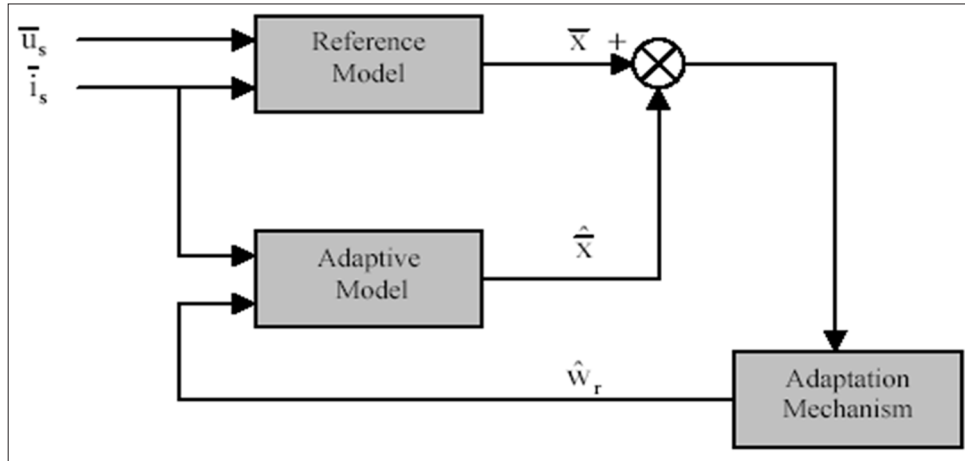 u̅ₛ
i̅ₛ
Reference
Model
x̅ +
Adaptive
Model
x̅̂
ŵᵣ
Adaptation
Mechanism